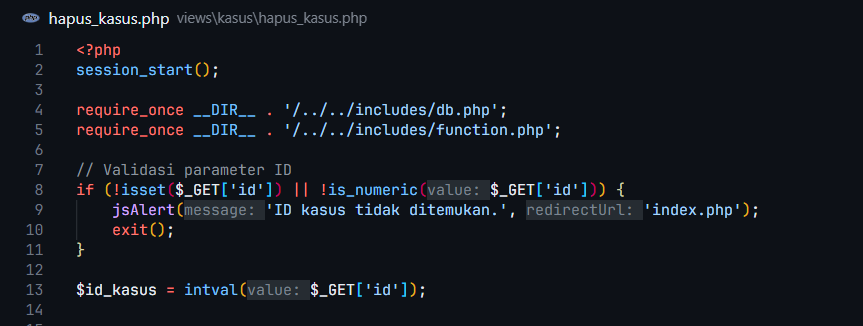 hapus_kasus.php views\kasus\hapus_kasus.php
1 <?php
2 session_start();
3
4 require_once __DIR__ . '/../../includes/db.php';
5 require_once __DIR__ . '/../../includes/function.php';
6
7 // Validasi parameter ID
8 if (!isset($_GET['id']) || !is_numeric(value: $_GET['id'])) {
9 jsAlert(message: 'ID kasus tidak ditemukan.', redirectUrl: 'index.php');
10 exit();
11 }
12
13 $id_kasus = intval(value: $_GET['id']);
14